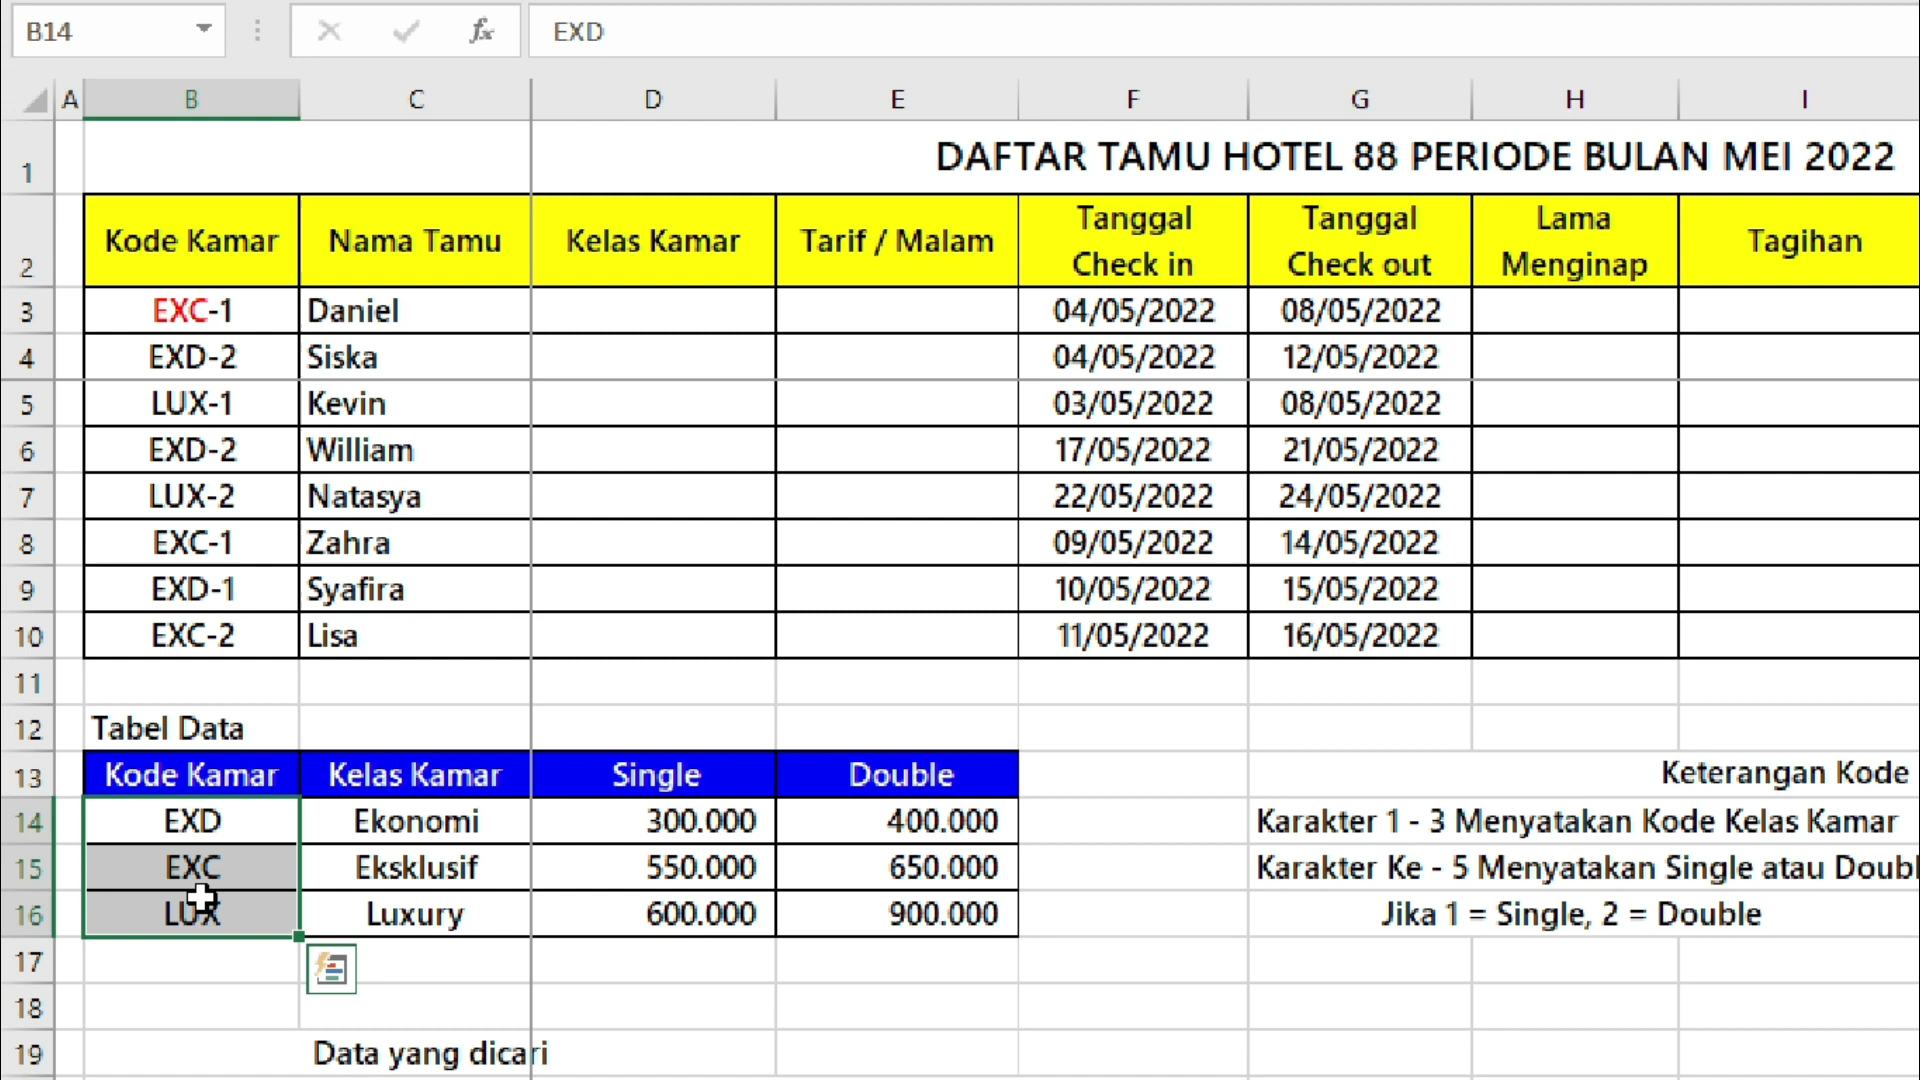 B14 fx EXD
A B C D E F G H I
1 DAFTAR TAMU HOTEL 88 PERIODE BULAN MEI 2022
2 Kode Kamar Nama Tamu Kelas Kamar Tarif / Malam Tanggal Check in Tanggal Check out Lama Menginap Tagihan
3 EXC-1 Daniel 04/05/2022 08/05/2022
4 EXD-2 Siska 04/05/2022 12/05/2022
5 LUX-1 Kevin 03/05/2022 08/05/2022
6 EXD-2 William 17/05/2022 21/05/2022
7 LUX-2 Natasya 22/05/2022 24/05/2022
8 EXC-1 Zahra 09/05/2022 14/05/2022
9 EXD-1 Syafira 10/05/2022 15/05/2022
10 EXC-2 Lisa 11/05/2022 16/05/2022
11
12 Tabel Data
13 Kode Kamar Kelas Kamar Single Double Keterangan Kode
14 EXD Ekonomi 300.000 400.000 Karakter 1 - 3 Menyatakan Kode Kelas Kamar
15 EXC Eksklusif 550.000 650.000 Karakter Ke - 5 Menyatakan Single atau Doubl
16 LUX Luxury 600.000 900.000 Jika 1 = Single, 2 = Double
17
18
19 Data yang dicari